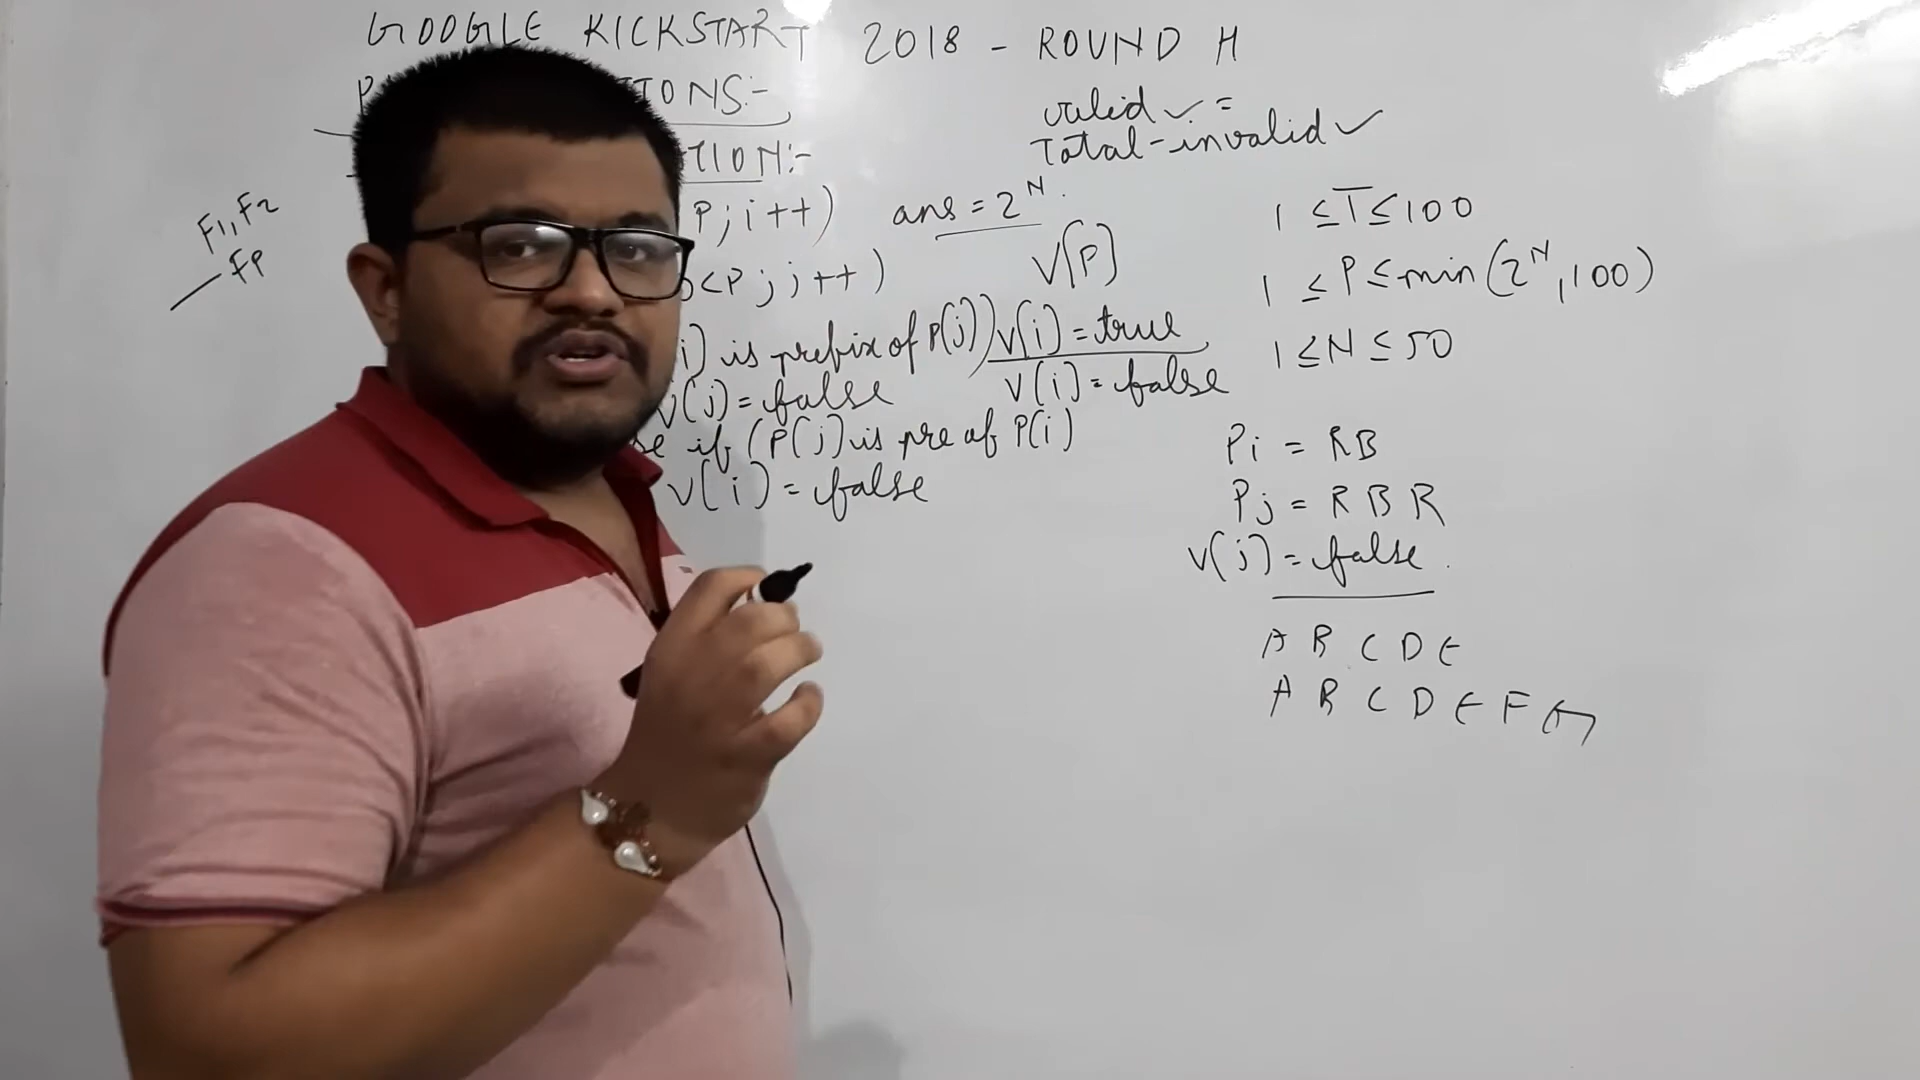 GOOGLE KICKSTART 2018 - ROUND H
TIONS:-
TION:-
valid ✓ =
Total-invalid ✓
F1, F2
FP
P; i++)
ans = 2^N.
<P; j++)
V[P]
i) is prefix of P(j)) V(i) = true
V(j) = false
V(i) = false
se if (P(j) is pre of P(i)
V(i) = false
1 ≤ T ≤ 100
1 ≤ P ≤ min(2^N, 100)
1 ≤ N ≤ 50
Pi = RB
Pj = RBR
V(j) = false.
A B C D E
A B C D E F G